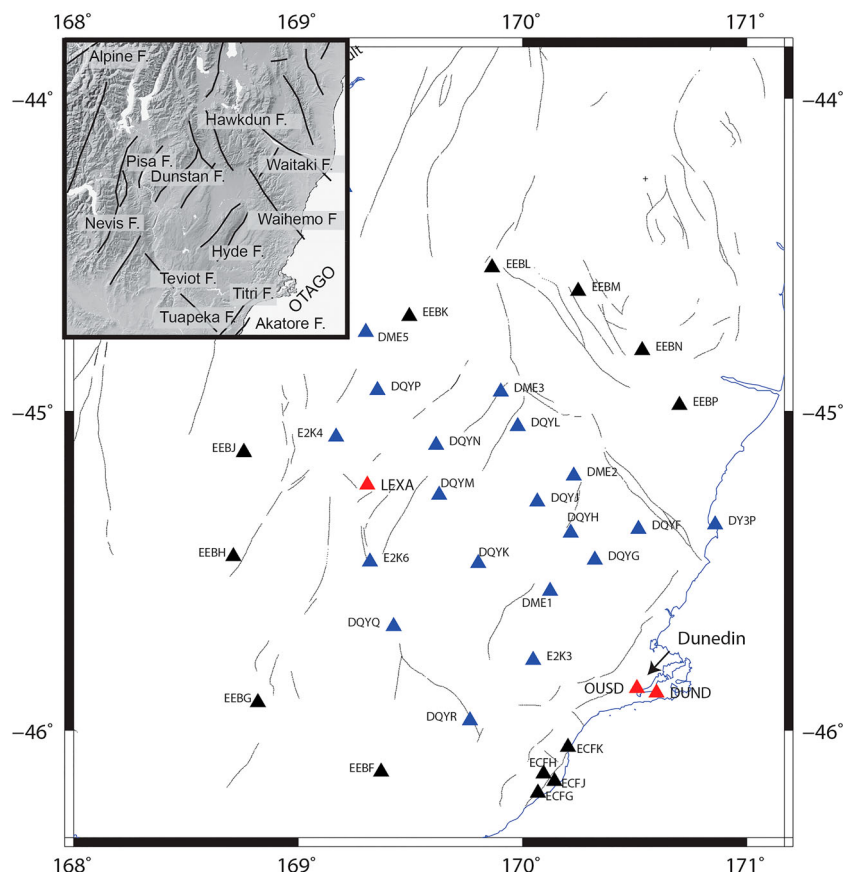 168°
169°
170°
171°
−44°
−45°
−46°
168°
169°
170°
171°
ult
Alpine F.
Hawkdun F.
Pisa F.
Dunstan F.
Waitaki F.
Nevis F.
Waihemo F
Hyde F.
Teviot F.
Titri F.
OTAGO
Tuapeka F.
Akatore F.
EEBL
EEBM
EEBK
DME5
EEBN
DQYP
DME3
EEBP
E2K4
DQYL
EEBJ
DQYN
LEXA
DQYM
DME2
DQYJ
DQYH
DQYF
DY3P
EEBH
E2K6
DQYK
DQYG
DME1
DQYQ
Dunedin
E2K3
OUSD
DUND
EEBG
DQYR
ECFK
EEBF
ECFH
ECFJ
ECFG